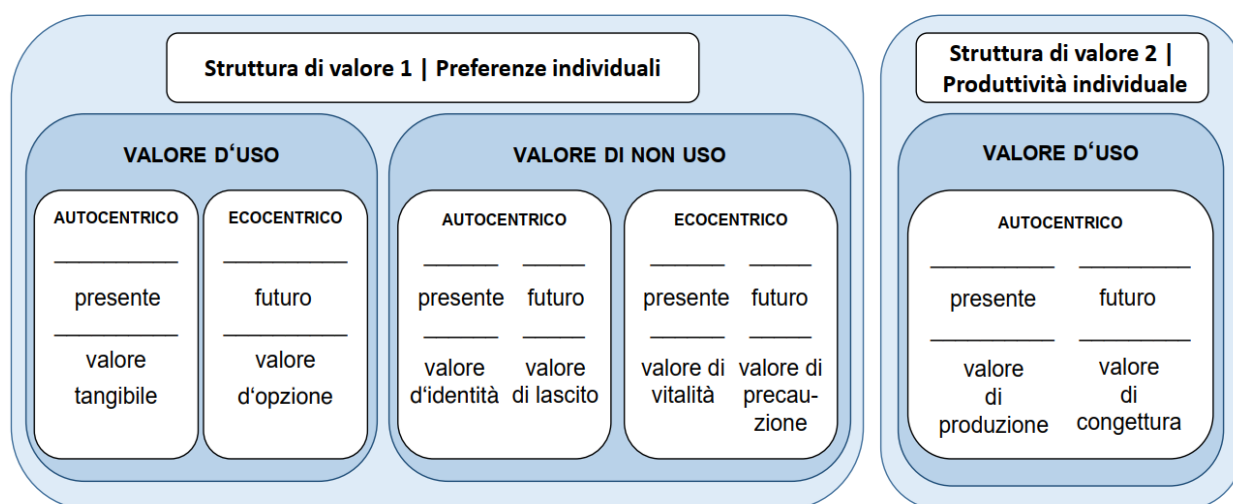 Struttura di valore 1 | Preferenze individuali
VALORE D‘USO
AUTOCENTRICO
presente
valore
tangibile
ECOCENTRICO
futuro
valore
d‘opzione
VALORE DI NON USO
AUTOCENTRICO
presente futuro
valore valore
d‘identità di lascito
ECOCENTRICO
presente futuro
valore di valore di
vitalità precau-
zione
Struttura di valore 2 |
Produttività individuale
VALORE D‘USO
AUTOCENTRICO
presente futuro
valore valore
di di
produzione congettura